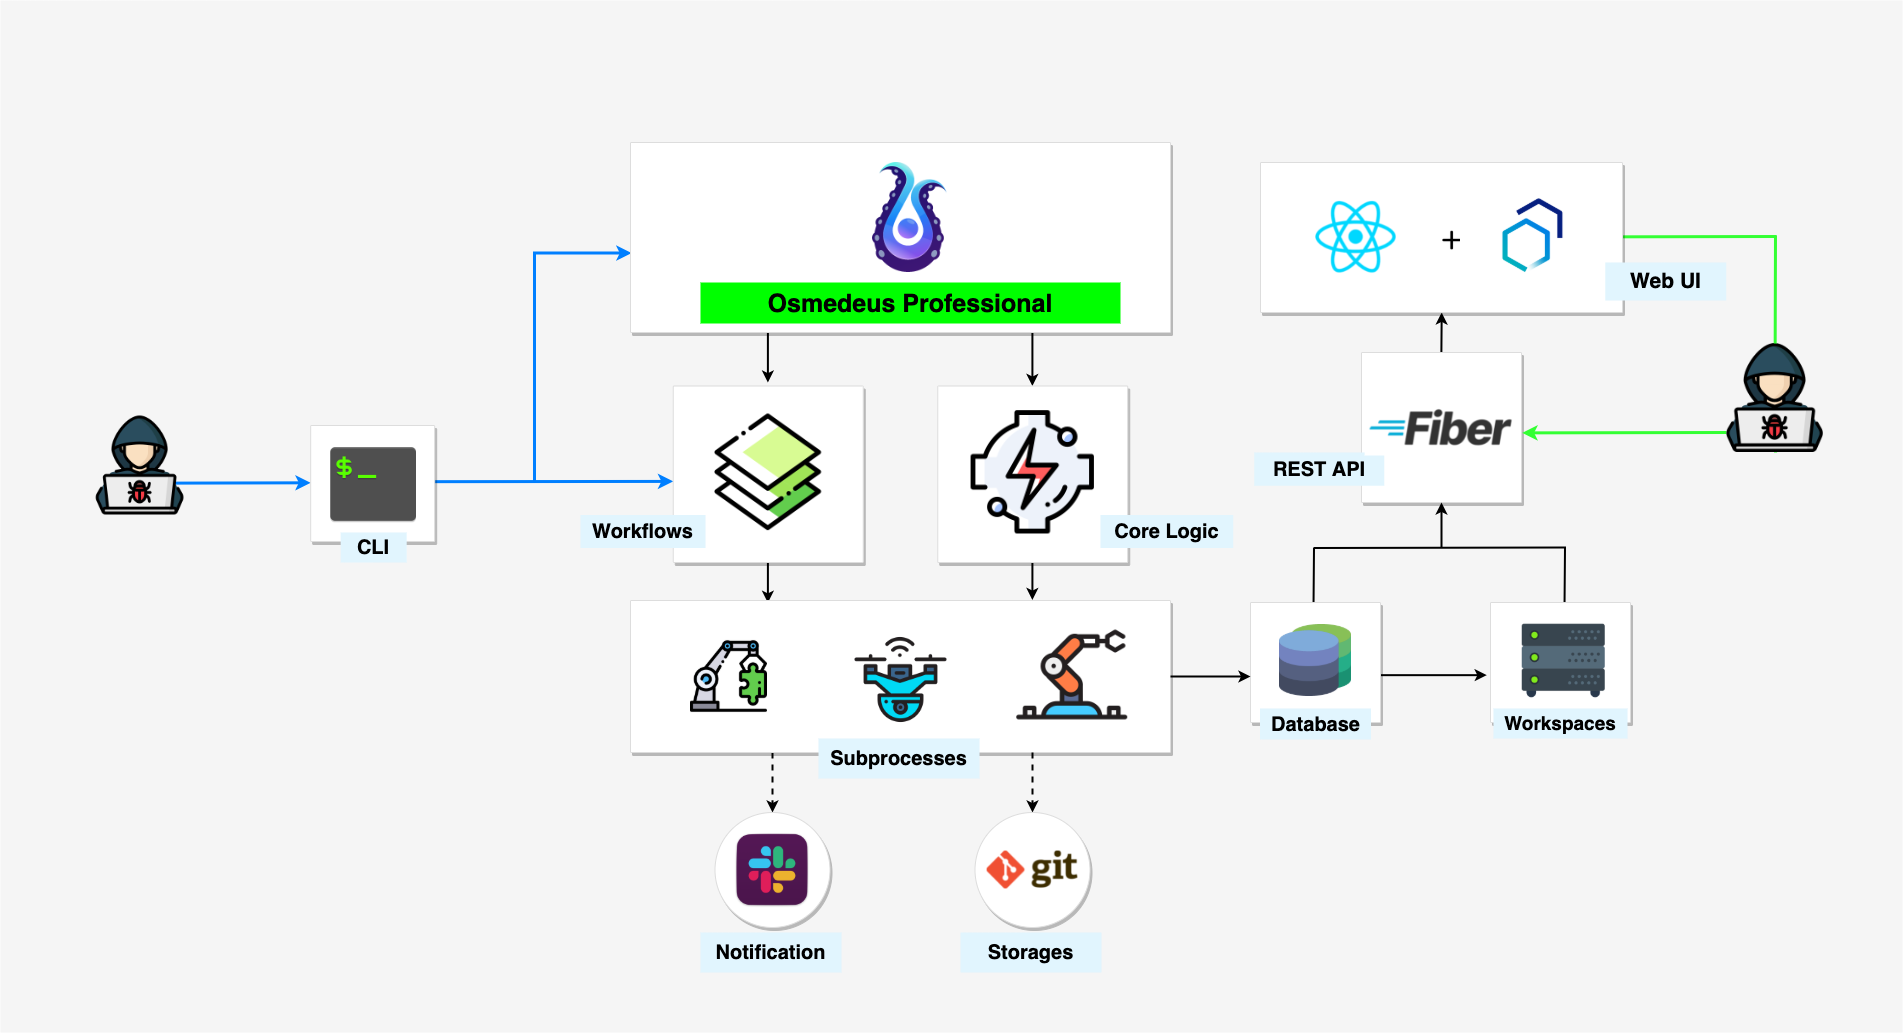 Osmedeus Professional
+
Web UI
$_
CLI
Workflows
Core Logic
Fiber
REST API
Subprocesses
Database
Workspaces
git
Notification
Storages